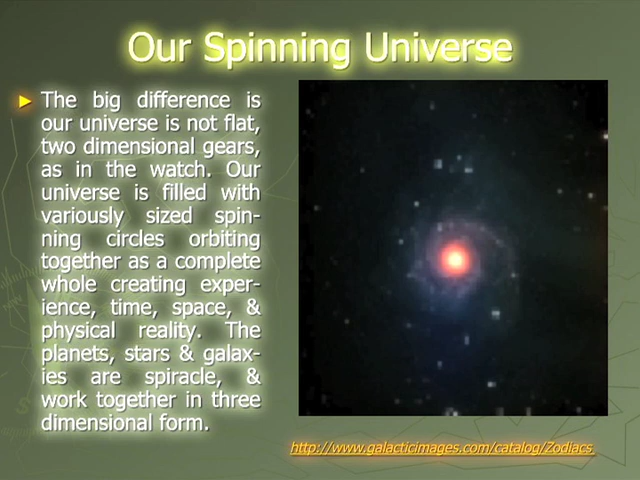 Our Spinning Universe
The big difference is
our universe is not flat,
two dimensional gears,
as in the watch. Our
universe is filled with
variously sized spin-
ning circles orbiting
together as a complete
whole creating exper-
ience, time, space, &
physical reality. The
planets, stars & galax-
ies are spiracle, &
work together in three
dimensional form.
http://www.galacticimages.com/catalog/Zodiacs